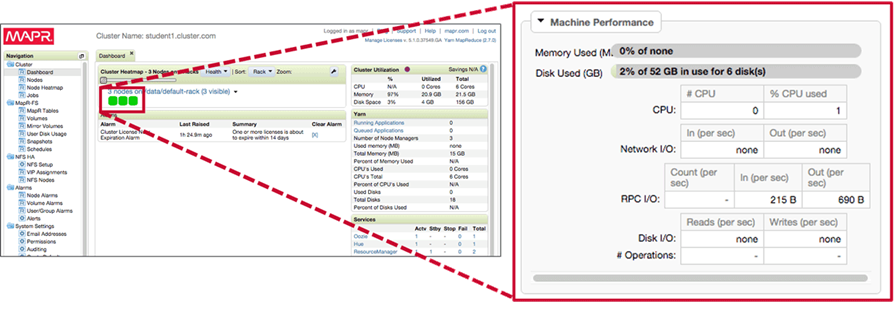 MAPR
Cluster Name: student1.cluster.com
Logged in as mapr
Support | Help | mapr.com | Log out
Manage Licenses v. 5.1.0.37549.GA Yarn MapReduce (2.7.0)
Navigation
Cluster
Dashboard
Nodes
Node Heatmap
Jobs
MapR-FS
MapR Tables
Volumes
Mirror Volumes
User Disk Usage
Snapshots
Schedules
NFS HA
NFS Setup
VIP Assignments
NFS Nodes
Alarms
Node Alarms
Volume Alarms
User/Group Alarms
Alerts
System Settings
Email Addresses
Permissions
Auditing
Dashboard
Cluster Heatmap - 3 Nodes on Racks Health | Sort: Rack Zoom:
3 nodes on /data/default-rack (3 visible)
Alarm Last Raised Summary Clear Alarm
Cluster License Near Expiration Alarm 1h 24.9m ago One or more licenses is about to expire within 14 days [X]
Cluster Utilization Savings N/A
% Utilized Total
CPU N/A 0 Cores 6 Cores
Memory 97% 20.9 GB 21.5 GB
Disk Space 3% 4 GB 156 GB
Yarn
Running Applications 0
Queued Applications 0
Number of Node Managers 3
Used memory (MB) none
Total Memory (MB) 15 GB
Percent of Memory Used N/A
CPU's Used 0
CPU's Total 6
Percent of CPU's Used N/A
Used Disks 0
Total Disks 18
Percent of Disks Used N/A
Services
Actv Stby Stop Fail Total
Oozie 1 - - 0 1
Hue 1 - - 0 1
ResourceManager 1 - - 0 2
Machine Performance
Memory Used (M. 0% of none
Disk Used (GB) 2% of 52 GB in use for 6 disk(s)
# CPU % CPU used
CPU: 0 1
In (per sec) Out (per sec)
Network I/O: none none
Count (per sec) In (per sec) Out (per sec)
RPC I/O: - 215 B 690 B
Reads (per sec) Writes (per sec)
Disk I/O: none none
# Operations: - -